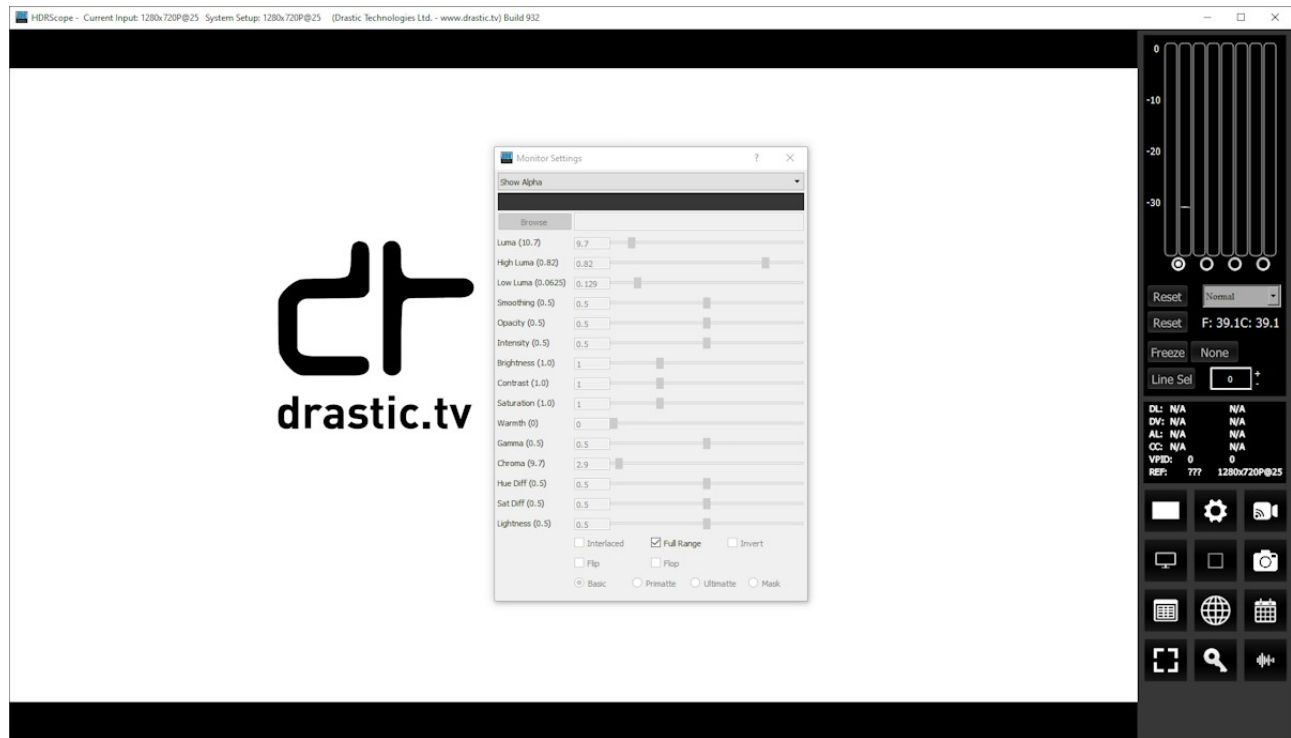 HDRScope - Current Input: 1280x720P@25 System Setup: 1280x720P@25 (Drastic Technologies Ltd. - www.drastic.tv) Build 932
drastic.tv
Monitor Settings
Show Alpha
Browse
Luma (10.7) 9.7
High Luma (0.82) 0.82
Low Luma (0.0625) 0.129
Smoothing (0.5) 0.5
Opacity (0.5) 0.5
Intensity (0.5) 0.5
Brightness (1.0) 1
Contrast (1.0) 1
Saturation (1.0) 1
Warmth (0) 0
Gamma (0.5) 0.5
Chroma (9.7) 2.9
Hue Diff (0.5) 0.5
Sat Diff (0.5) 0.5
Lightness (0.5) 0.5
Interlaced Full Range Invert
Flip Flop
Basic Primatte Ultimatte Mask
0
-10
-20
-30
Reset Normal
Reset F: 39.1C: 39.1
Freeze None
Line Sel 0 + -
DL: N/A N/A
DV: N/A N/A
AL: N/A N/A
CC: N/A N/A
VPID: 0 0
REF: ??? 1280x720P@25